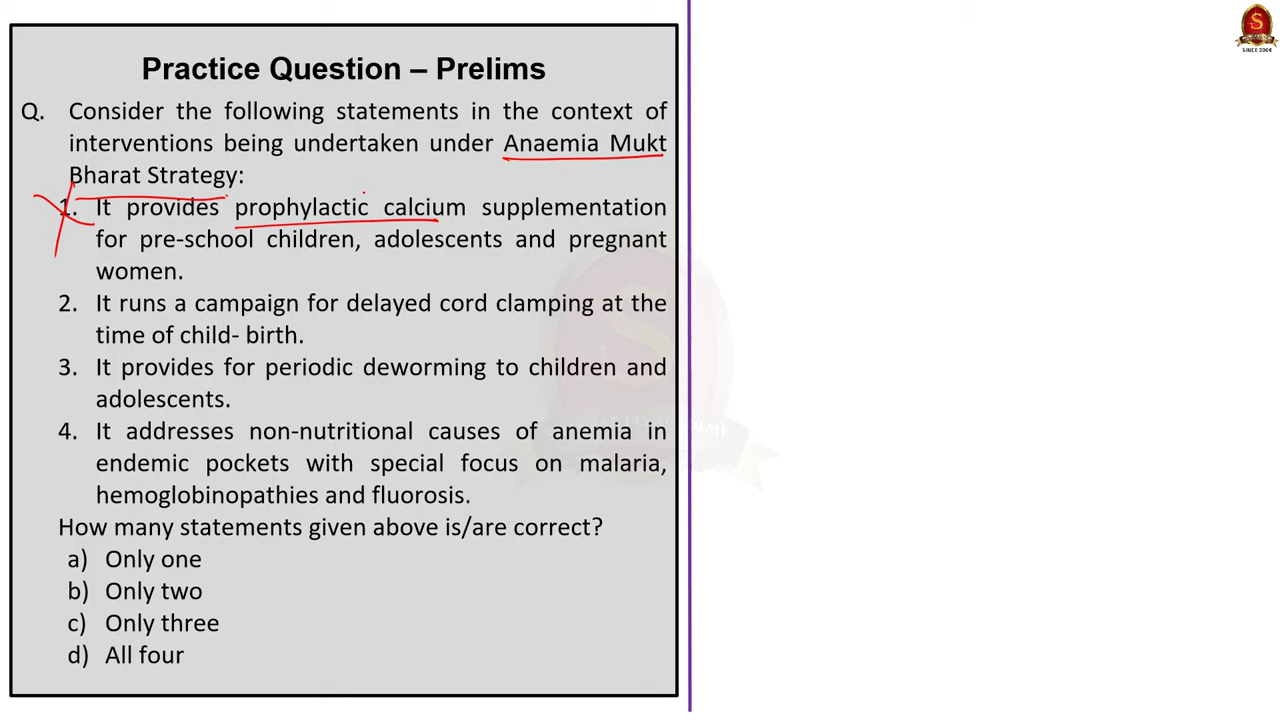 SINCE 2004
Practice Question – Prelims
Q. Consider the following statements in the context of
interventions being undertaken under Anaemia Mukt
Bharat Strategy:
1. It provides prophylactic calcium supplementation
for pre-school children, adolescents and pregnant
women.
2. It runs a campaign for delayed cord clamping at the
time of child- birth.
3. It provides for periodic deworming to children and
adolescents.
4. It addresses non-nutritional causes of anemia in
endemic pockets with special focus on malaria,
hemoglobinopathies and fluorosis.
How many statements given above is/are correct?
a) Only one
b) Only two
c) Only three
d) All four